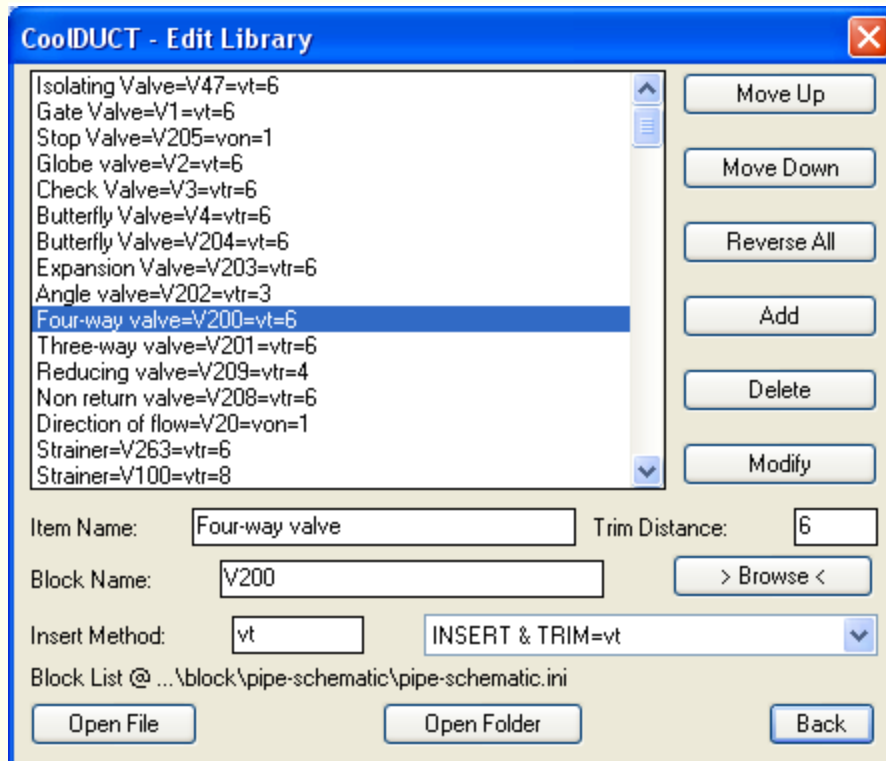 CoolDUCT - Edit Library
Isolating Valve=V47=vt=6
Gate Valve=V1=vt=6
Stop Valve=V205=von=1
Globe valve=V2=vt=6
Check Valve=V3=vtr=6
Butterfly Valve=V4=vtr=6
Butterfly Valve=V204=vt=6
Expansion Valve=V203=vtr=6
Angle valve=V202=vtr=3
Four-way valve=V200=vt=6
Three-way valve=V201=vtr=6
Reducing valve=V209=vtr=4
Non return valve=V208=vtr=6
Direction of flow=V20=von=1
Strainer=V263=vtr=6
Strainer=V100=vtr=8
Move Up
Move Down
Reverse All
Add
Delete
Modify
Item Name: Four-way valve Trim Distance: 6
Block Name: V200 > Browse <
Insert Method: vt INSERT & TRIM=vt
Block List @ ...\block\pipe-schematic\pipe-schematic.ini
Open File Open Folder Back